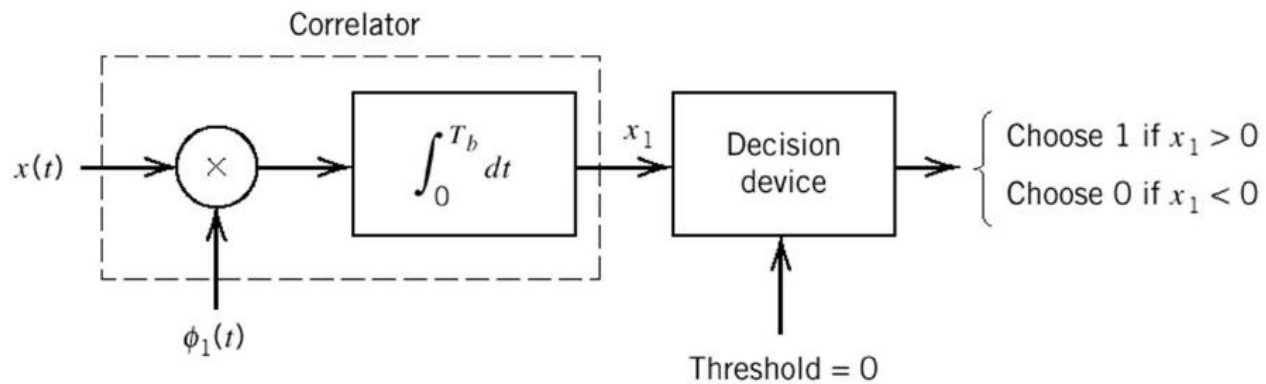 Correlator
x(t)
×
∫₀^{T_b} dt
x₁
Decision
device
Choose 1 if x₁ > 0
Choose 0 if x₁ < 0
ϕ₁(t)
Threshold = 0